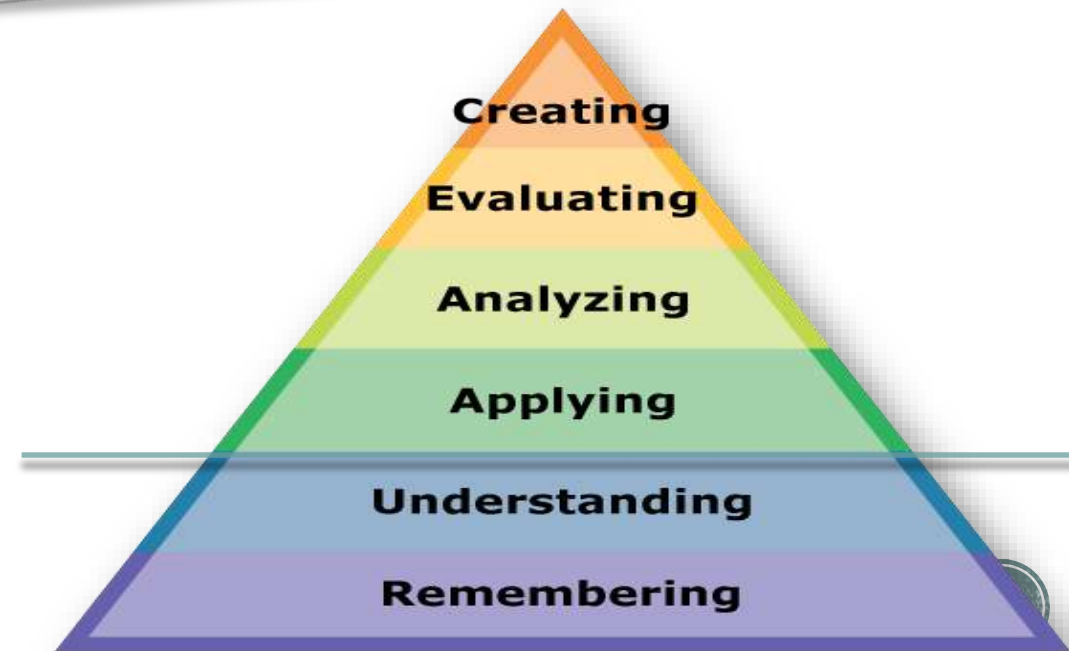 Creating
Evaluating
Analyzing
Applying
Understanding
Remembering